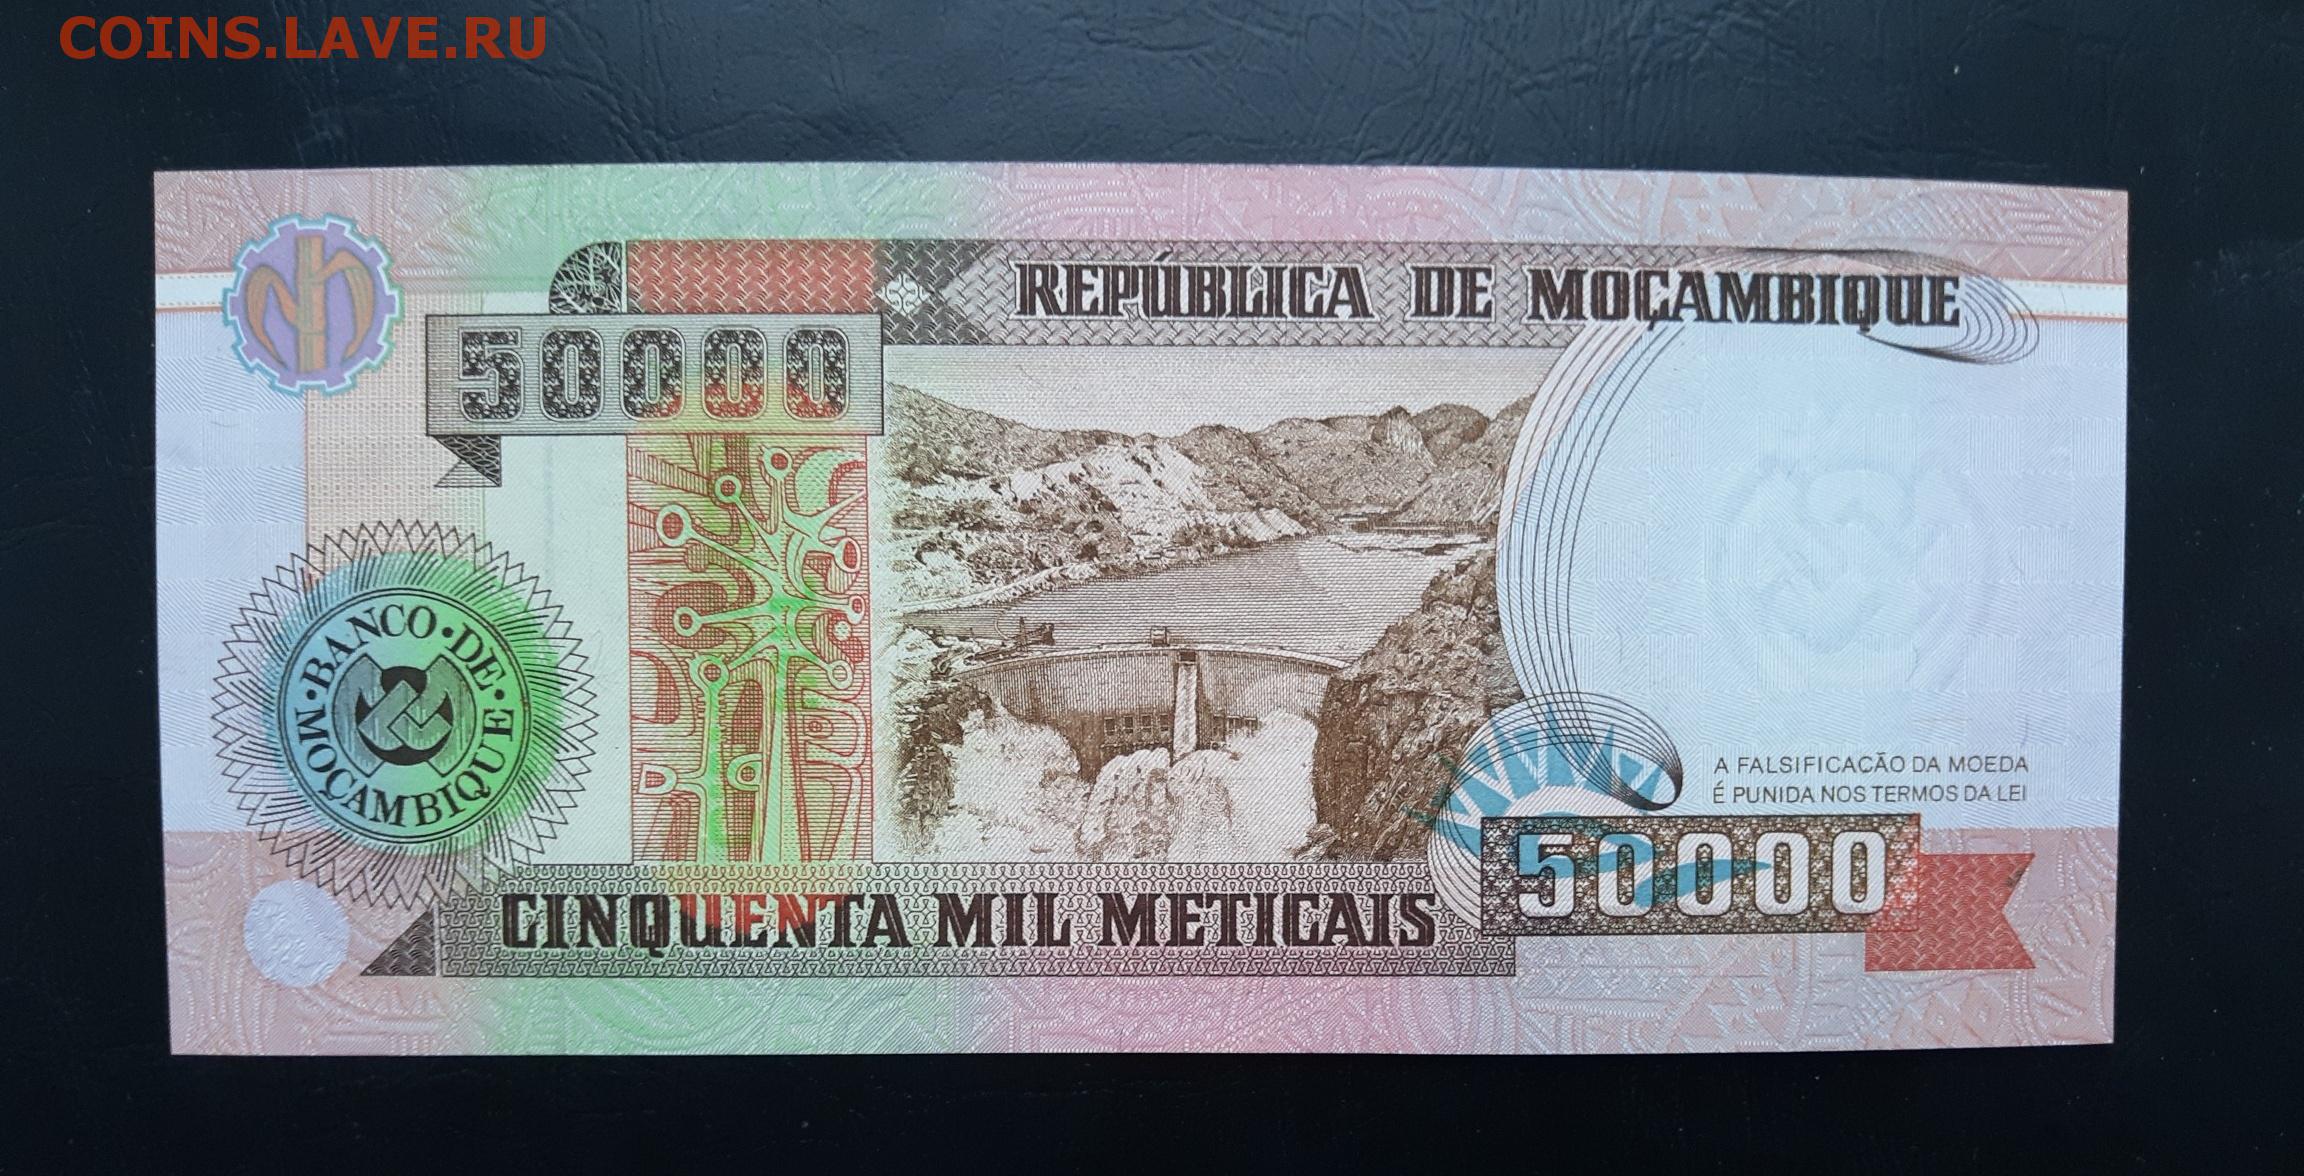 COINS.LAVE.RU
REPÚBLICA DE MOÇAMBIQUE
50000
BANCO · DE · MOÇAMBIQUE
A FALSIFICAÇÃO DA MOEDA
É PUNIDA NOS TERMOS DA LEI
50000
CINQUENTA MIL METICAIS